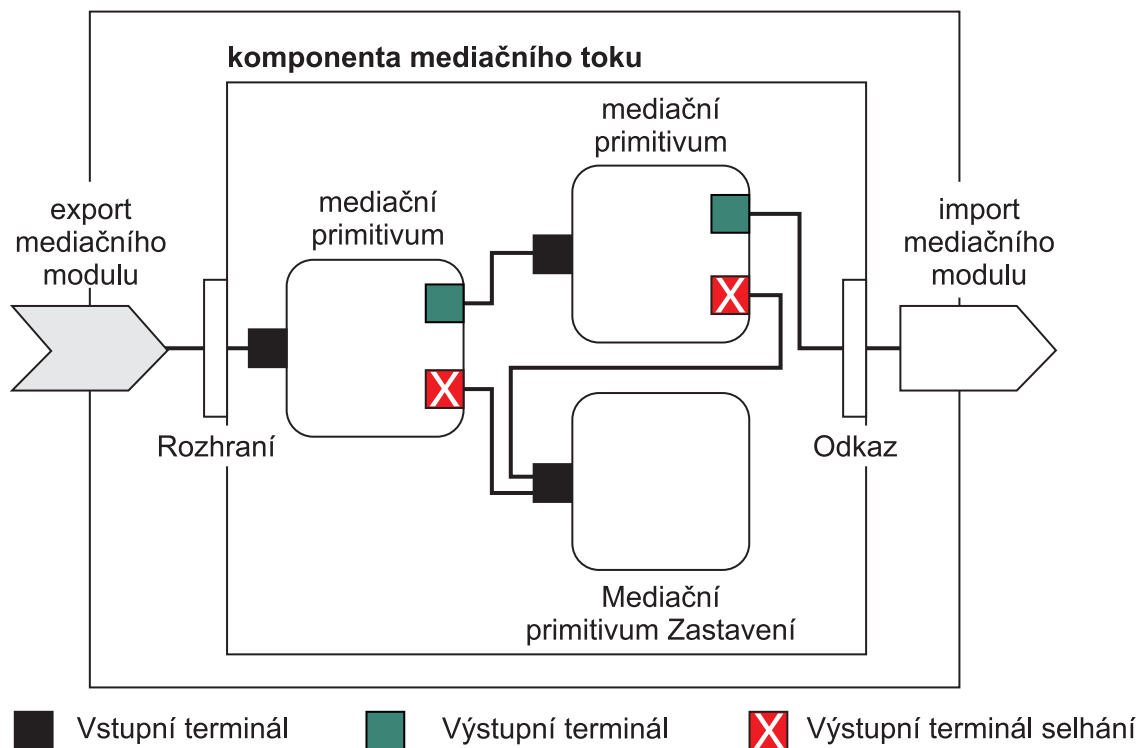 komponenta mediačního toku
mediační
primitivum
mediační
primitivum
export
mediačního
modulu
import
mediačního
modulu
X
X
Rozhraní
Odkaz
Mediační
primitivum Zastavení
Vstupní terminál
Výstupní terminál
X
Výstupní terminál selhání